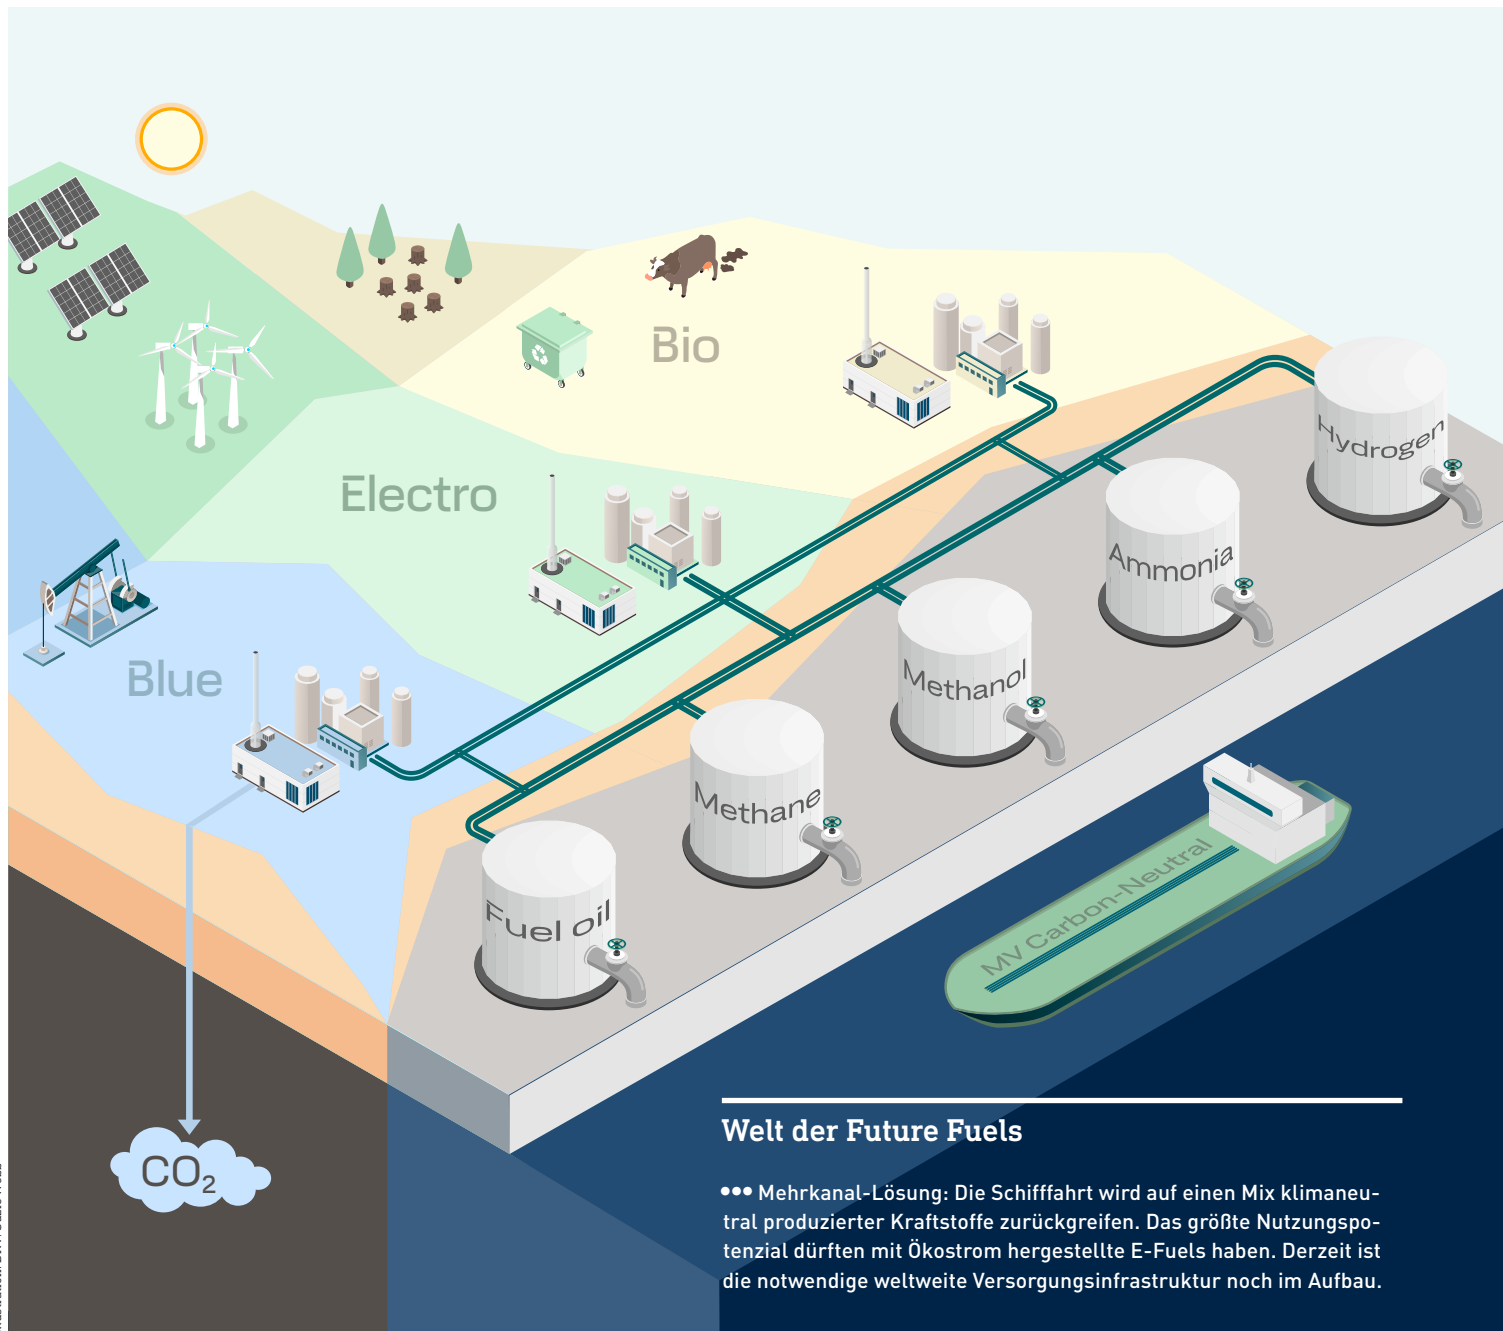 Bio
Electro
Blue
Hydrogen
Ammonia
Methanol
Methane
Fuel oil
MV Carbon-Neutral
CO₂
Welt der Future Fuels
••• Mehrkanal-Lösung: Die Schifffahrt wird auf einen Mix klimaneu-
tral produzierter Kraftstoffe zurückgreifen. Das größte Nutzungspo-
tenzial dürften mit Ökostrom hergestellte E-Fuels haben. Derzeit ist
die notwendige weltweite Versorgungsinfrastruktur noch im Aufbau.